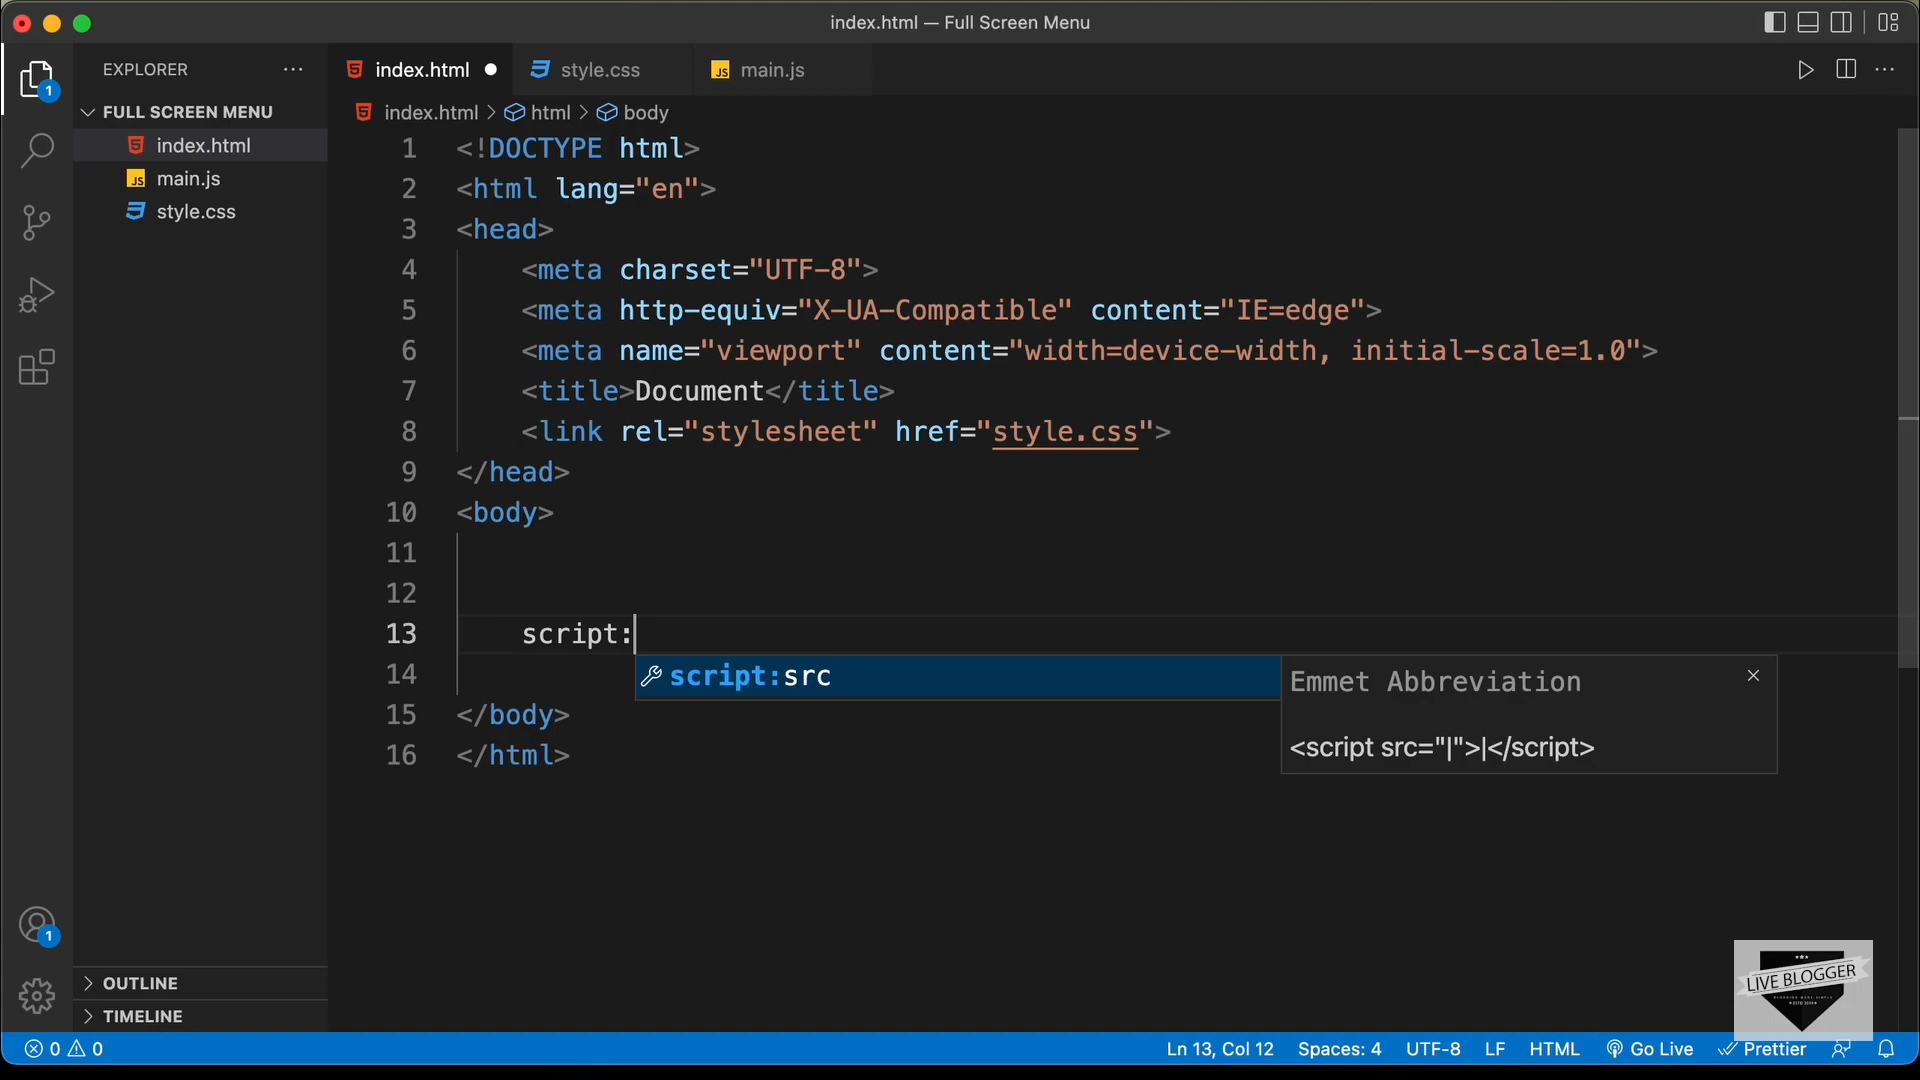 index.html — Full Screen Menu
EXPLORER
index.html
style.css
JS main.js
1
FULL SCREEN MENU
index.html > html > body
index.html
JS main.js
style.css
1 <!DOCTYPE html>
2 <html lang="en">
3 <head>
4 <meta charset="UTF-8">
5 <meta http-equiv="X-UA-Compatible" content="IE=edge">
6 <meta name="viewport" content="width=device-width, initial-scale=1.0">
7 <title>Document</title>
8 <link rel="stylesheet" href="style.css">
9 </head>
10 <body>
11
12
13 script:
script:src
Emmet Abbreviation
<script src="|">|</script>
14
15 </body>
16 </html>
1
OUTLINE
TIMELINE
LIVE BLOGGER
0 0
Ln 13, Col 12
Spaces: 4
UTF-8
LF
HTML
Go Live
Prettier